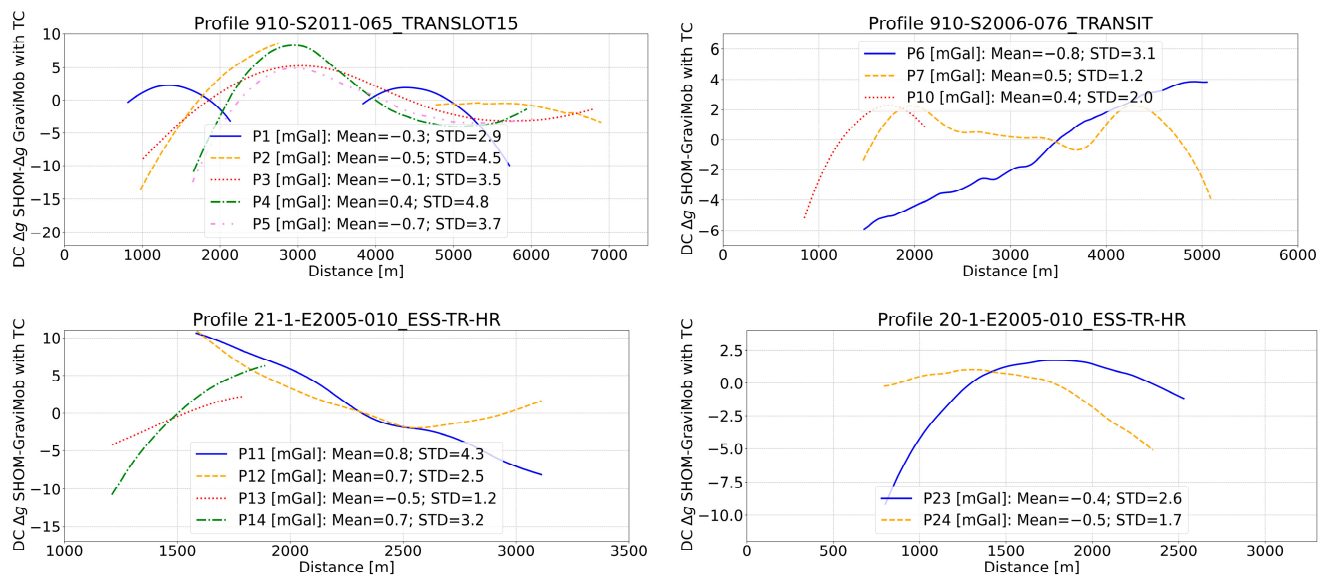 Profile 910-S2011-065_TRANSLOT15
DC Δg SHOM-Δg GraviMob with TC
10
5
0
−5
−10
−15
−20
P1 [mGal]: Mean=−0.3; STD=2.9
P2 [mGal]: Mean=−0.5; STD=4.5
P3 [mGal]: Mean=−0.1; STD=3.5
P4 [mGal]: Mean=0.4; STD=4.8
P5 [mGal]: Mean=−0.7; STD=3.7
0 1000 2000 3000 4000 5000 6000 7000
Distance [m]
Profile 910-S2006-076_TRANSIT
DC Δg SHOM-GraviMob with TC
6
4
2
0
−2
−4
−6
P6 [mGal]: Mean=−0.8; STD=3.1
P7 [mGal]: Mean=0.5; STD=1.2
P10 [mGal]: Mean=0.4; STD=2.0
0 1000 2000 3000 4000 5000 6000
Distance [m]
Profile 21-1-E2005-010_ESS-TR-HR
DC Δg SHOM-GraviMob with TC
10
5
0
−5
−10
−15
P11 [mGal]: Mean=0.8; STD=4.3
P12 [mGal]: Mean=0.7; STD=2.5
P13 [mGal]: Mean=−0.5; STD=1.2
P14 [mGal]: Mean=0.7; STD=3.2
1000 1500 2000 2500 3000 3500
Distance [m]
Profile 20-1-E2005-010_ESS-TR-HR
DC Δg SHOM-GraviMob with TC
2.5
0.0
−2.5
−5.0
−7.5
−10.0
P23 [mGal]: Mean=−0.4; STD=2.6
P24 [mGal]: Mean=−0.5; STD=1.7
0 500 1000 1500 2000 2500 3000
Distance [m]